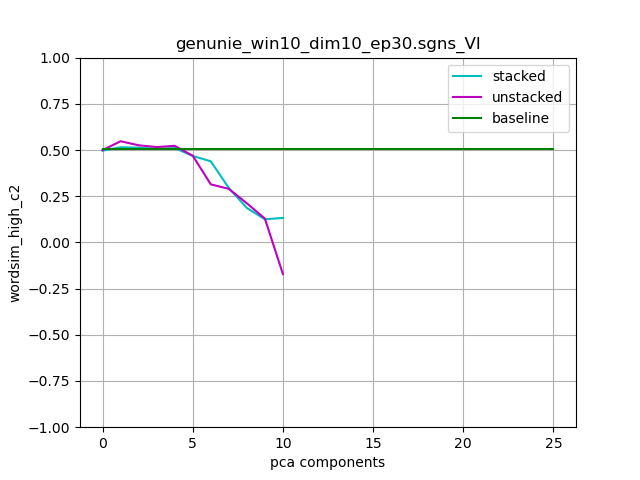 genunie_win10_dim10_ep30.sgns_VI
stacked
unstacked
baseline
1.00
0.75
0.50
0.25
0.00
−0.25
−0.50
−0.75
−1.00
wordsim_high_c2
0 5 10 15 20 25
pca components